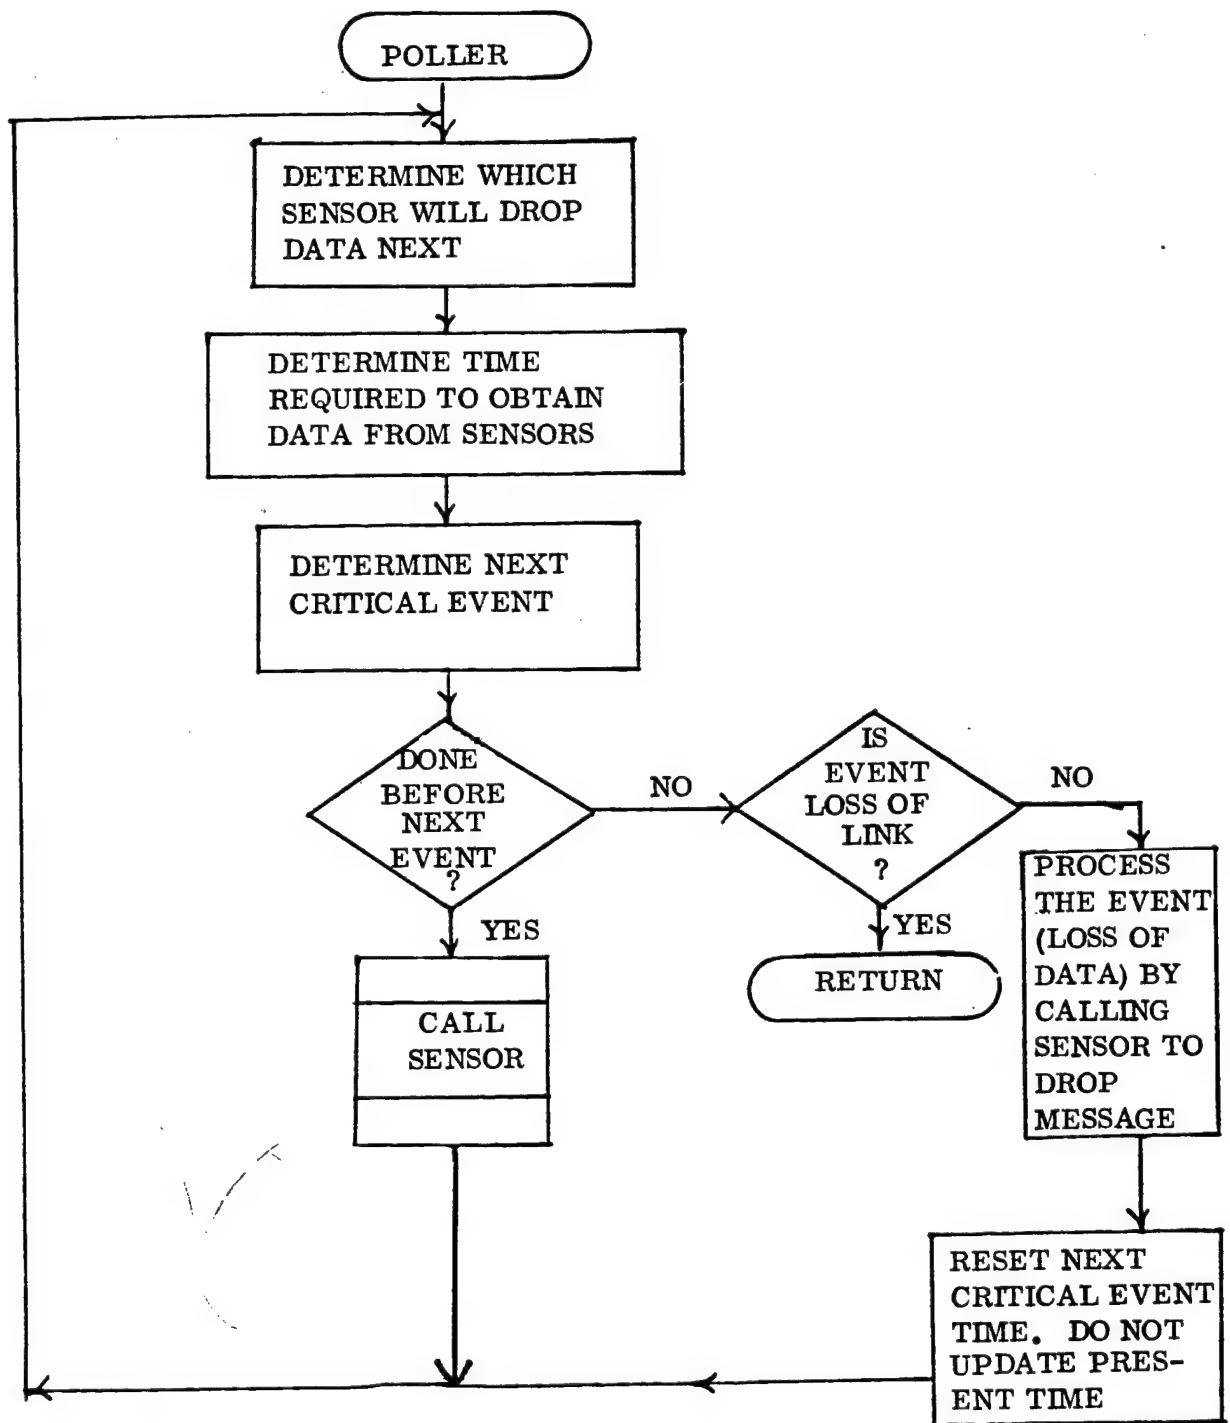 POLLER
DETERMINE WHICH
SENSOR WILL DROP
DATA NEXT
DETERMINE TIME
REQUIRED TO OBTAIN
DATA FROM SENSORS
DETERMINE NEXT
CRITICAL EVENT
DONE
BEFORE
NEXT
EVENT
?
NO
IS
EVENT
LOSS OF
LINK
?
NO
YES
CALL
SENSOR
YES
RETURN
PROCESS
THE EVENT
(LOSS OF
DATA) BY
CALLING
SENSOR TO
DROP
MESSAGE
RESET NEXT
CRITICAL EVENT
TIME. DO NOT
UPDATE PRES-
ENT TIME